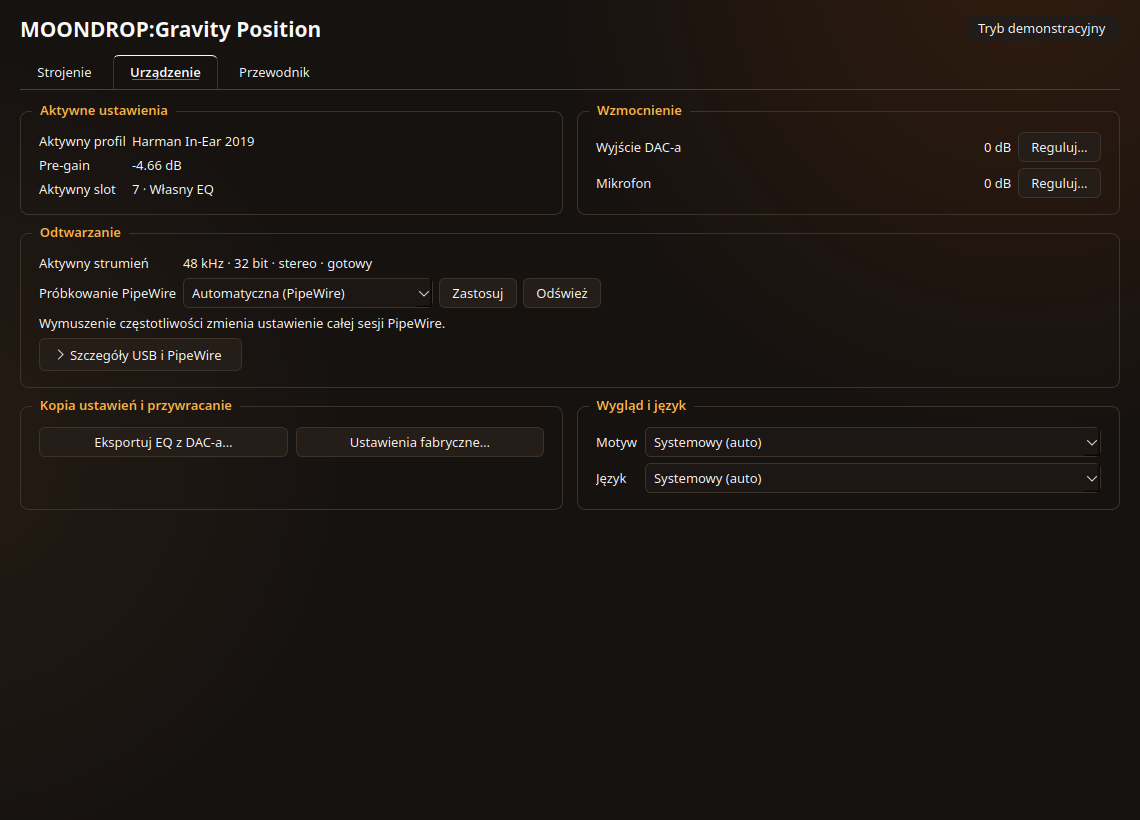 MOONDROP:Gravity Position
Tryb demonstracyjny
Strojenie
Urządzenie
Przewodnik
Aktywne ustawienia
Aktywny profil Harman In-Ear 2019
Pre-gain -4.66 dB
Aktywny slot 7 · Własny EQ
Wzmocnienie
Wyjście DAC-a 0 dB Reguluj...
Mikrofon 0 dB Reguluj...
Odtwarzanie
Aktywny strumień 48 kHz · 32 bit · stereo · gotowy
Próbkowanie PipeWire Automatyczna (PipeWire) Zastosuj Odśwież
Wymuszenie częstotliwości zmienia ustawienie całej sesji PipeWire.
Szczegóły USB i PipeWire
Kopia ustawień i przywracanie
Eksportuj EQ z DAC-a... Ustawienia fabryczne...
Wygląd i język
Motyw Systemowy (auto)
Język Systemowy (auto)